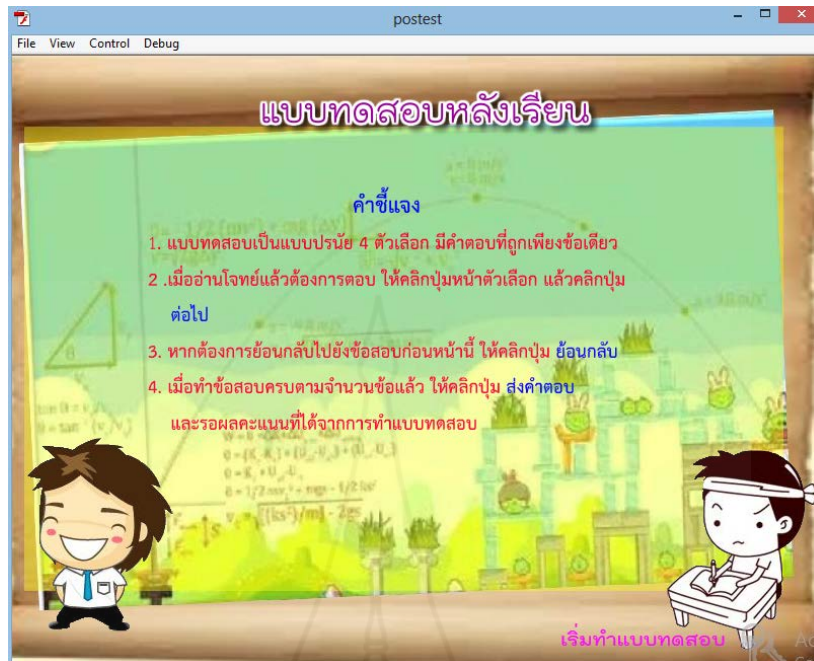 postest
File View Control Debug
แบบทดสอบหลังเรียน
คำชี้แจง
1. แบบทดสอบเป็นแบบปรนัย 4 ตัวเลือก มีคำตอบที่ถูกเพียงข้อเดียว
2 .เมื่ออ่านโจทย์แล้วต้องการตอบ ให้คลิกปุ่มหน้าตัวเลือก แล้วคลิกปุ่ม
ต่อไป
3. หากต้องการย้อนกลับไปยังข้อสอบก่อนหน้านี้ ให้คลิกปุ่ม ย้อนกลับ
4. เมื่อทำข้อสอบครบตามจำนวนข้อแล้ว ให้คลิกปุ่ม ส่งคำตอบ
และรอผลคะแนนที่ได้จากการทำแบบทดสอบ
เริ่มทำแบบทดสอบ